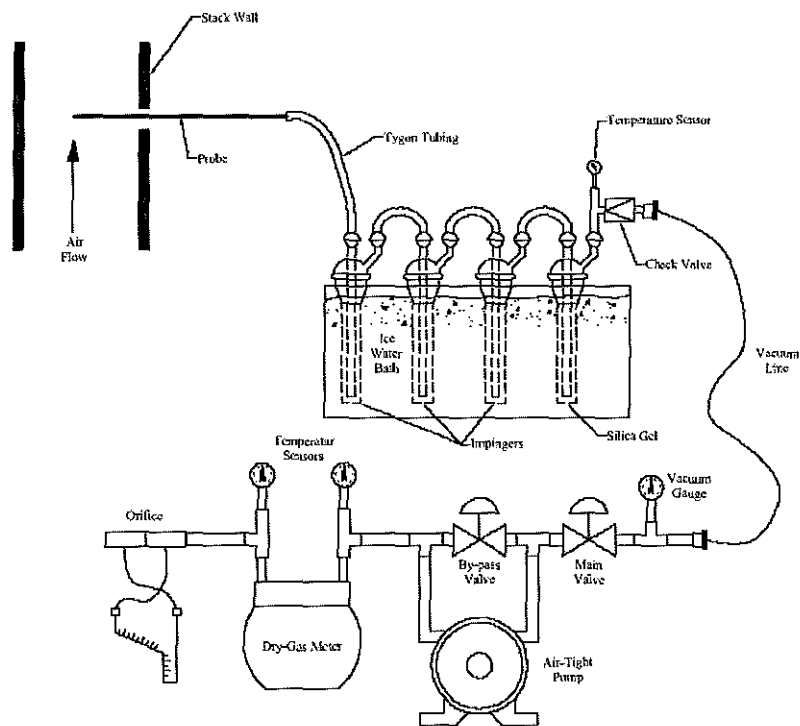 Stack Wall
Temperature Sensor
Tygon Tubing
Probe
Air
Flow
Check Valve
Ice
Water
Bath
Vacuum
Line
Impingers
Silica Gel
Temperatur
Sensors
Vacuum
Gauge
Orifice
By-pass
Valve
Main
Valve
Dry-Gas Meter
Air-Tight
Pump